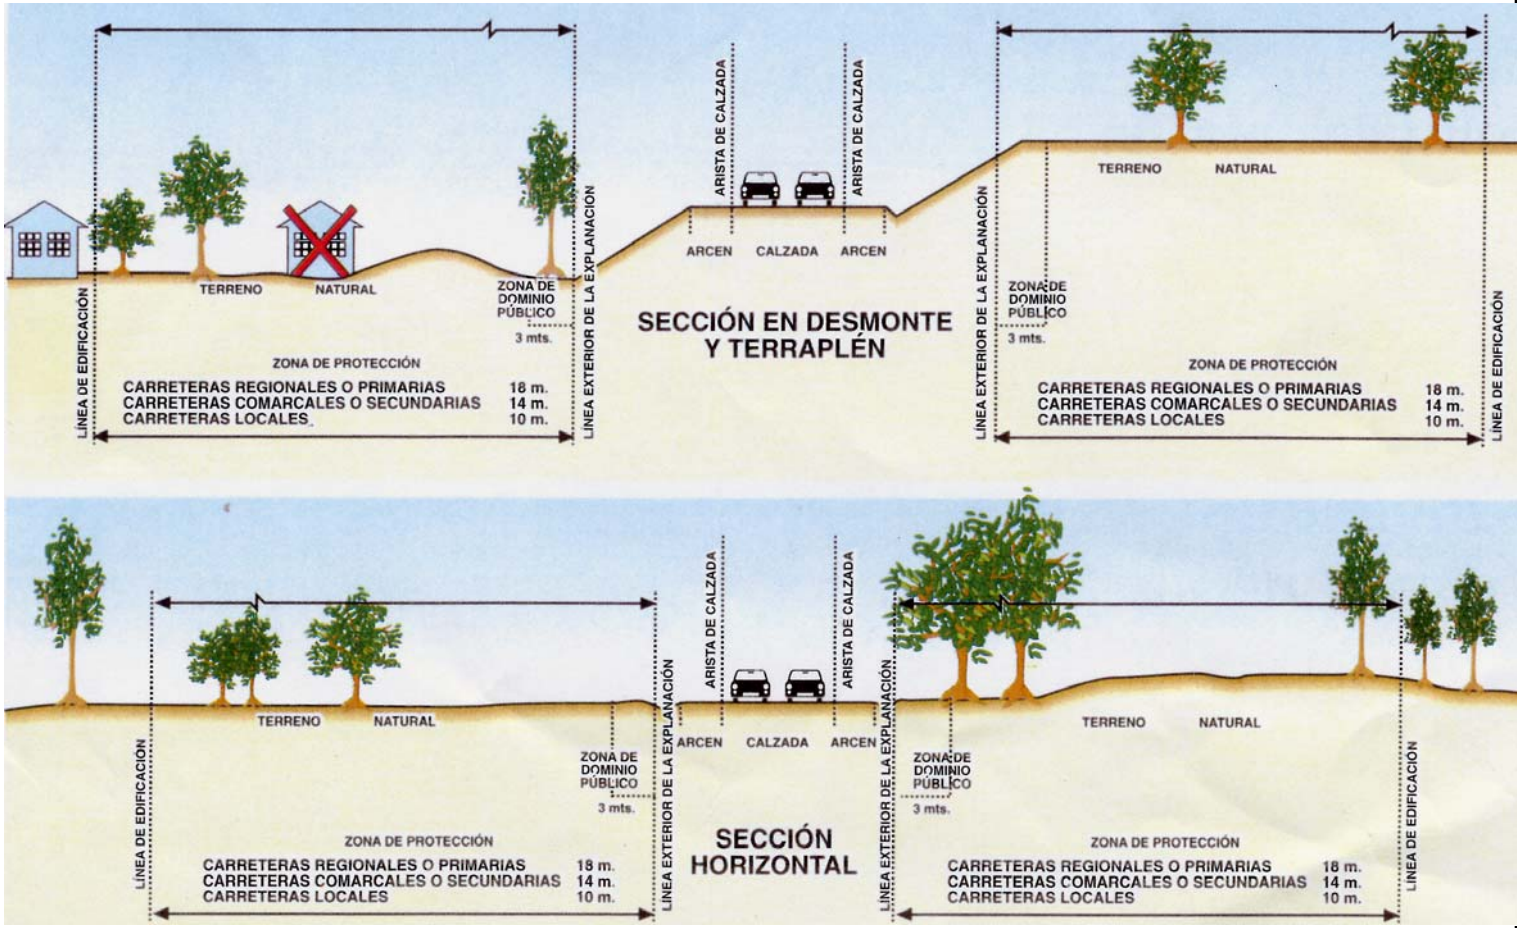 ARISTA DE CALZADA
ARISTA DE CALZADA
TERRENO NATURAL
ARCEN CALZADA ARCEN
TERRENO NATURAL
LÍNEA DE EDIFICACIÓN
ZONA DE
DOMINIO
PÚBLICO
3 mts.
LÍNEA EXTERIOR DE LA EXPLANACIÓN
SECCIÓN EN DESMONTE
Y TERRAPLÉN
LÍNEA EXTERIOR DE LA EXPLANACIÓN
ZONA DE
DOMINIO
PÚBLICO
3 mts.
LÍNEA DE EDIFICACIÓN
ZONA DE PROTECCIÓN
CARRETERAS REGIONALES O PRIMARIAS 18 m.
CARRETERAS COMARCALES O SECUNDARIAS 14 m.
CARRETERAS LOCALES 10 m.
ZONA DE PROTECCIÓN
CARRETERAS REGIONALES O PRIMARIAS 18 m.
CARRETERAS COMARCALES O SECUNDARIAS 14 m.
CARRETERAS LOCALES 10 m.
ARISTA DE CALZADA
ARISTA DE CALZADA
TERRENO NATURAL
ARCEN CALZADA ARCEN
TERRENO NATURAL
LÍNEA DE EDIFICACIÓN
ZONA DE
DOMINIO
PÚBLICO
3 mts.
LÍNEA EXTERIOR DE LA EXPLANACIÓN
SECCIÓN
HORIZONTAL
LÍNEA EXTERIOR DE LA EXPLANACIÓN
ZONA DE
DOMINIO
PÚBLICO
3 mts.
LÍNEA DE EDIFICACIÓN
ZONA DE PROTECCIÓN
CARRETERAS REGIONALES O PRIMARIAS 18 m.
CARRETERAS COMARCALES O SECUNDARIAS 14 m.
CARRETERAS LOCALES 10 m.
ZONA DE PROTECCIÓN
CARRETERAS REGIONALES O PRIMARIAS 18 m.
CARRETERAS COMARCALES O SECUNDARIAS 14 m.
CARRETERAS LOCALES 10 m.